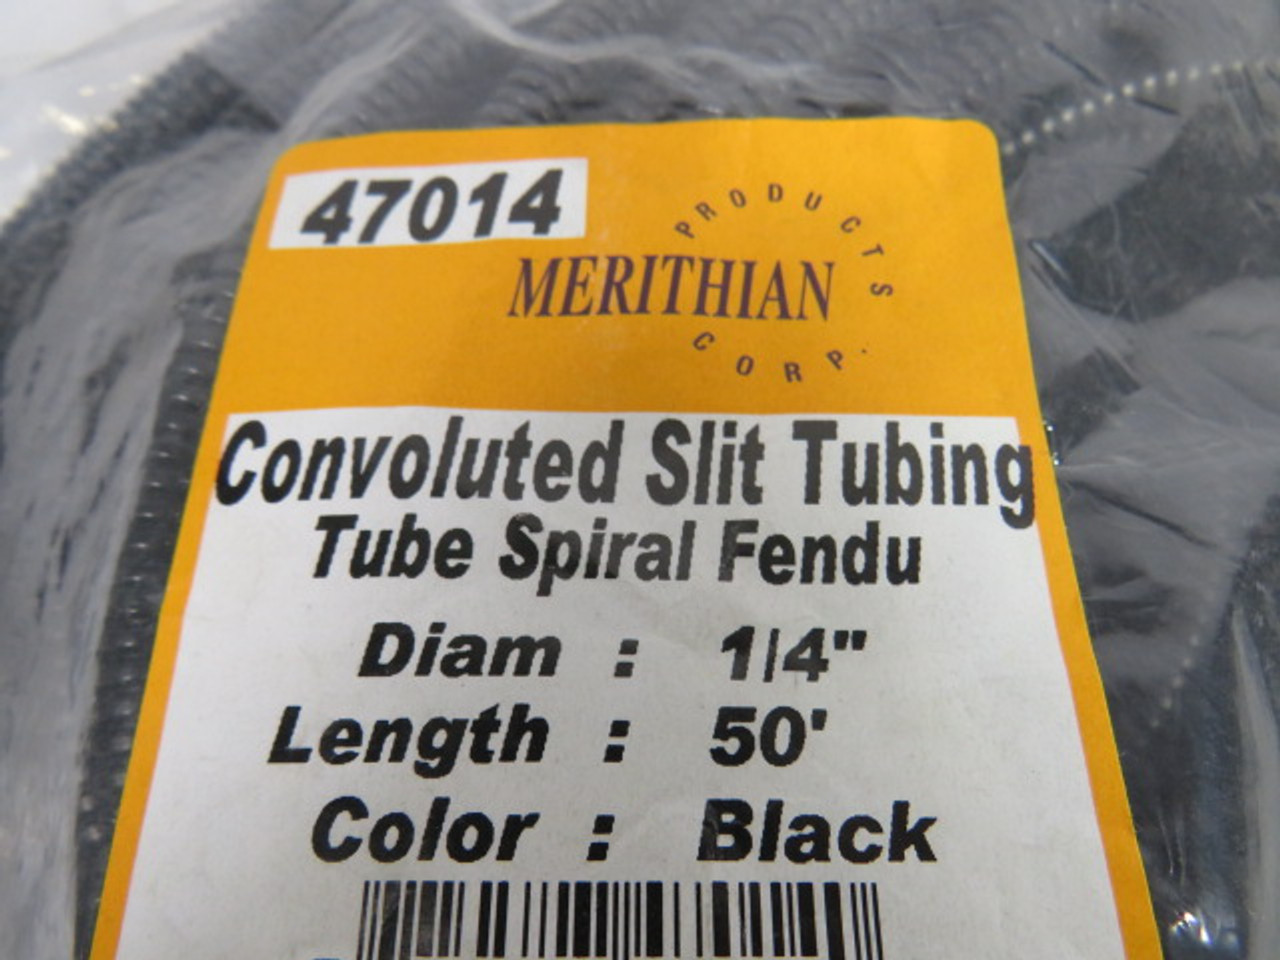 47014
PRODUCTS
MERITHIAN
CORP.
Convoluted Slit Tubing
Tube Spiral Fendu
Diam : 1/4"
Length : 50'
Color : Black